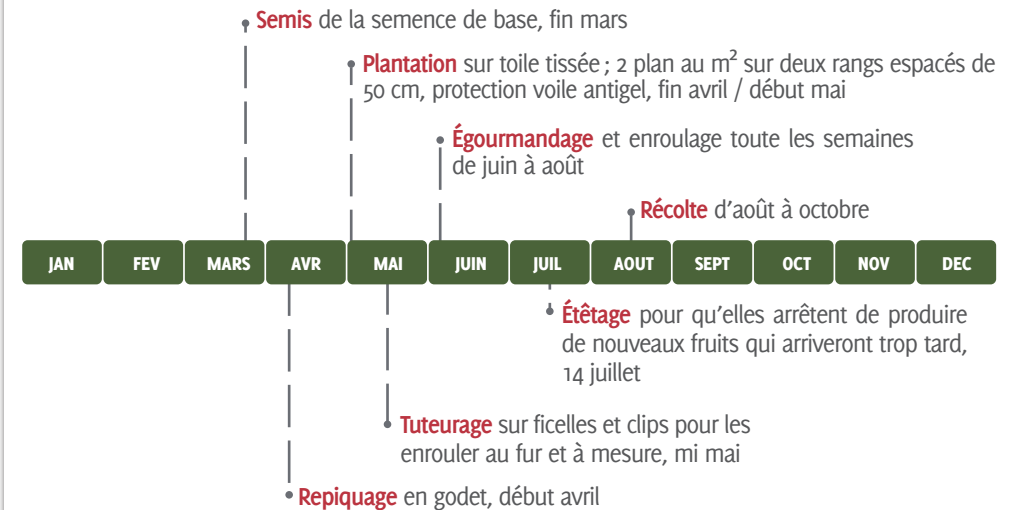 Semis de la semence de base, fin mars
Plantation sur toile tissée ; 2 plan au m² sur deux rangs espacés de
50 cm, protection voile antigel, fin avril / début mai
Égourmandage et enroulage toute les semaines
de juin à août
Récolte d'août à octobre
JAN FEV MARS AVR MAI JUIN JUIL AOUT SEPT OCT NOV DEC
Étêtage pour qu'elles arrêtent de produire
de nouveaux fruits qui arriveront trop tard,
14 juillet
Tuteurage sur ficelles et clips pour les
enrouler au fur et à mesure, mi mai
Repiquage en godet, début avril